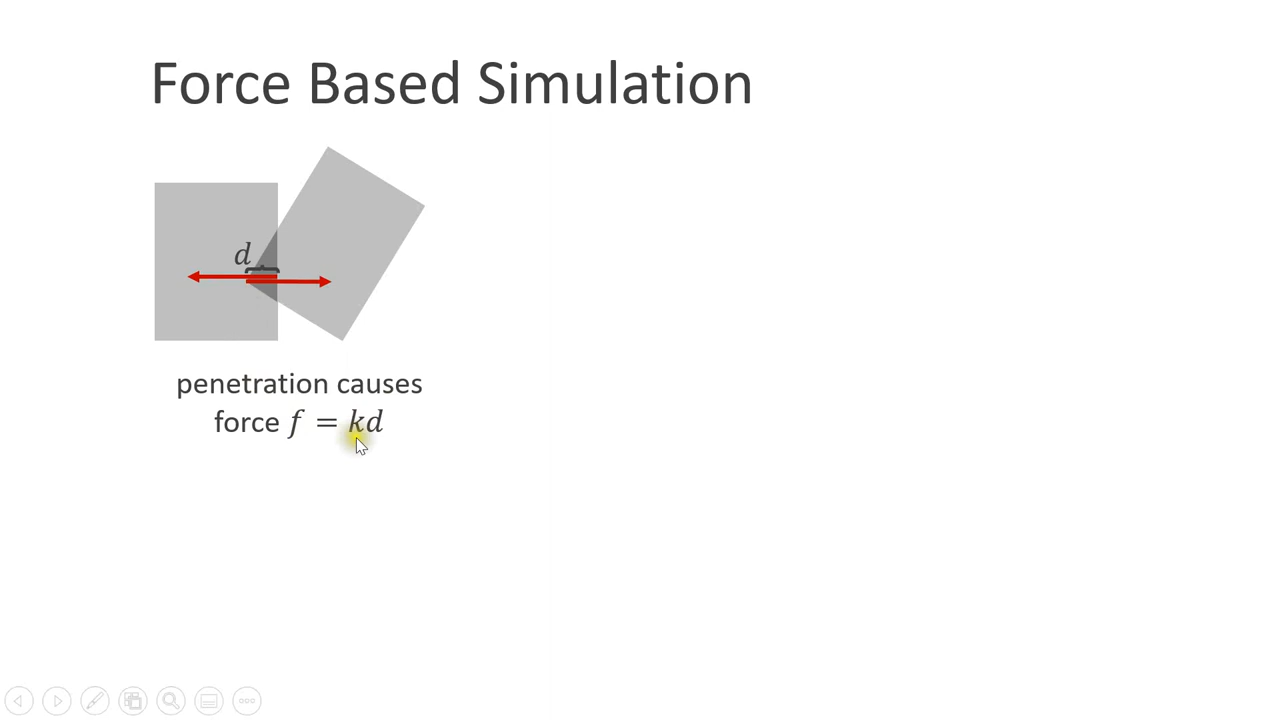 Force Based Simulation
d
penetration causes
force f = kd